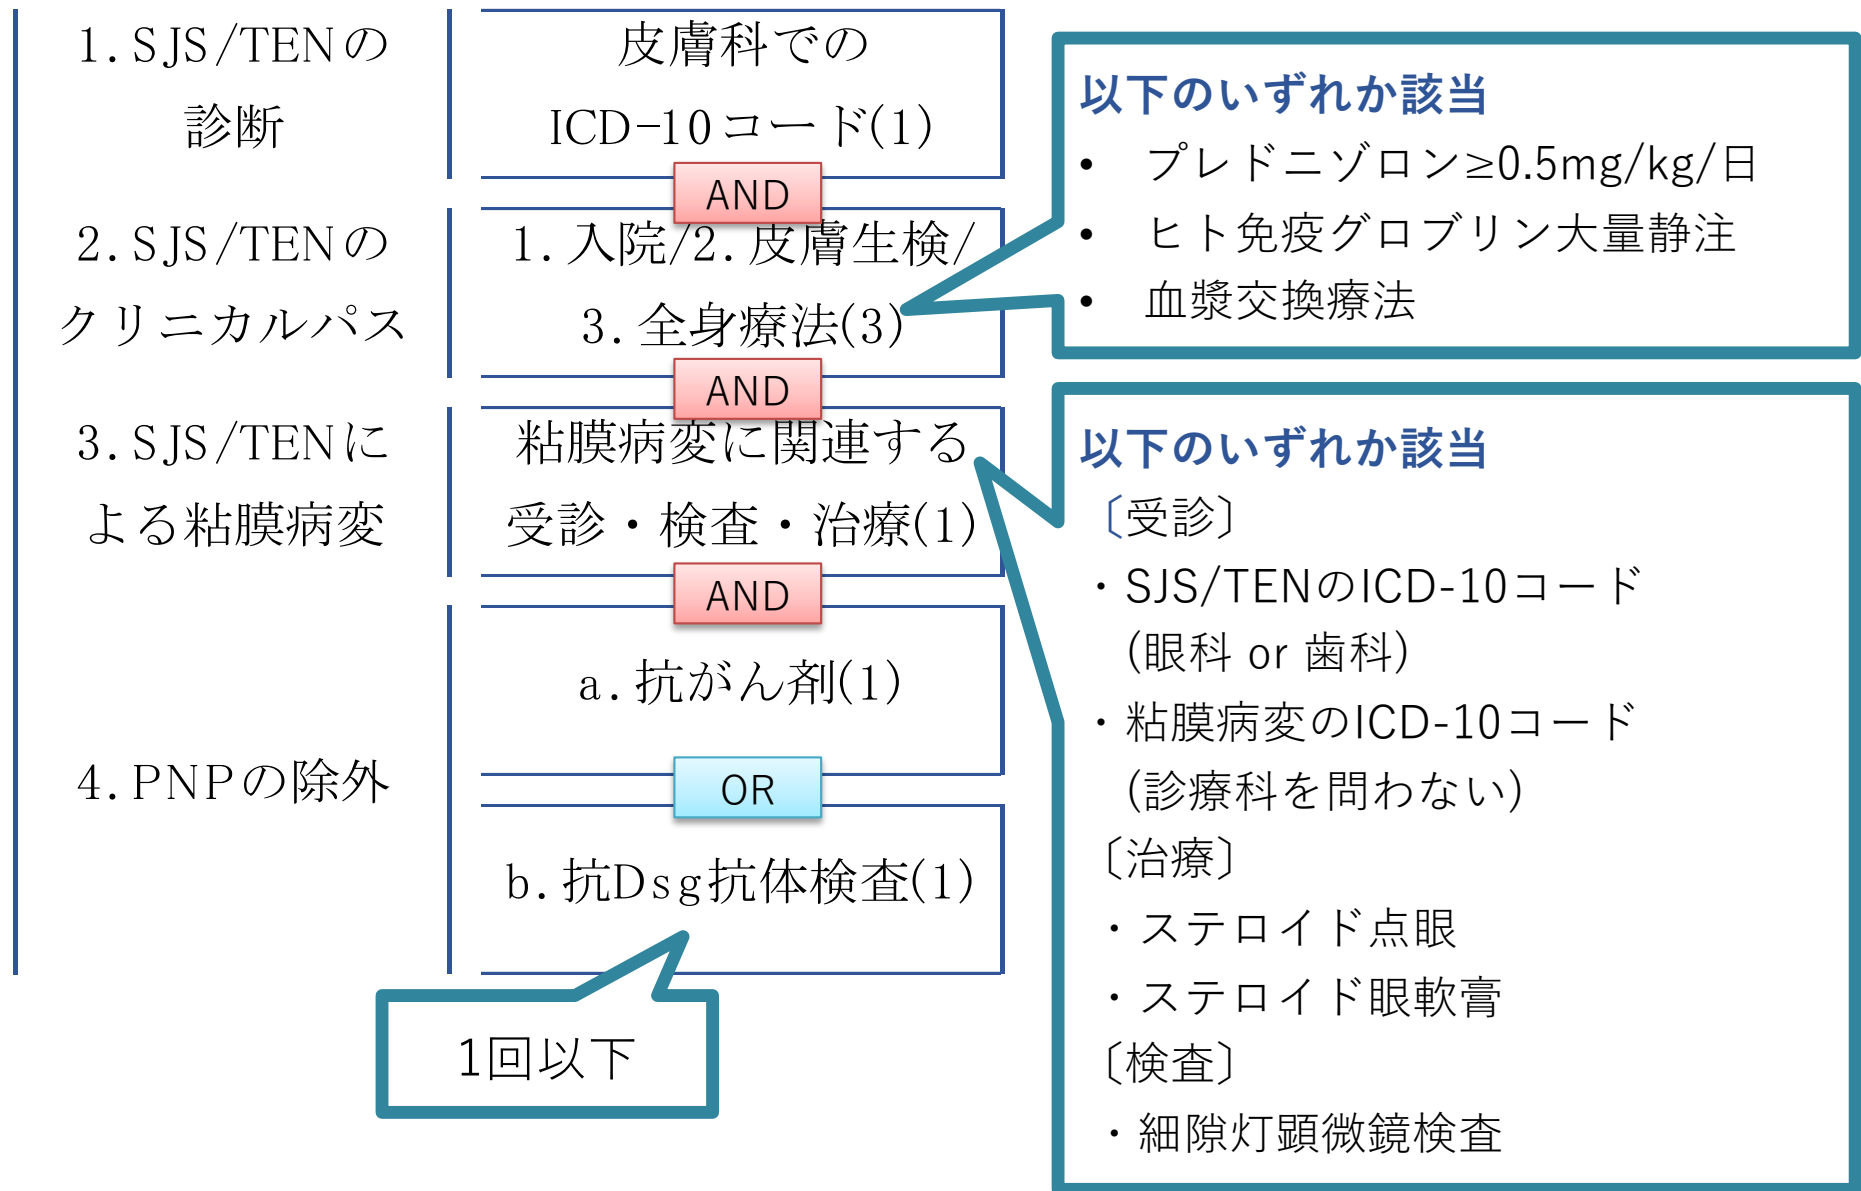 1. SJS/TENの
診断
皮膚科での
ICD-10コード(1)
AND
2. SJS/TENの
クリニカルパス
1. 入院/2. 皮膚生検/
3. 全身療法(3)
以下のいずれか該当
• プレドニゾロン≥0.5mg/kg/日
• ヒト免疫グロブリン大量静注
• 血漿交換療法
AND
3. SJS/TENに
よる粘膜病変
粘膜病変に関連する
受診・検査・治療(1)
以下のいずれか該当
〔受診〕
・SJS/TENのICD-10コード
(眼科 or 歯科)
・粘膜病変のICD-10コード
(診療科を問わない)
〔治療〕
・ステロイド点眼
・ステロイド眼軟膏
〔検査〕
・細隙灯顕微鏡検査
AND
4. PNPの除外
a. 抗がん剤(1)
OR
b. 抗Dsg抗体検査(1)
1回以下